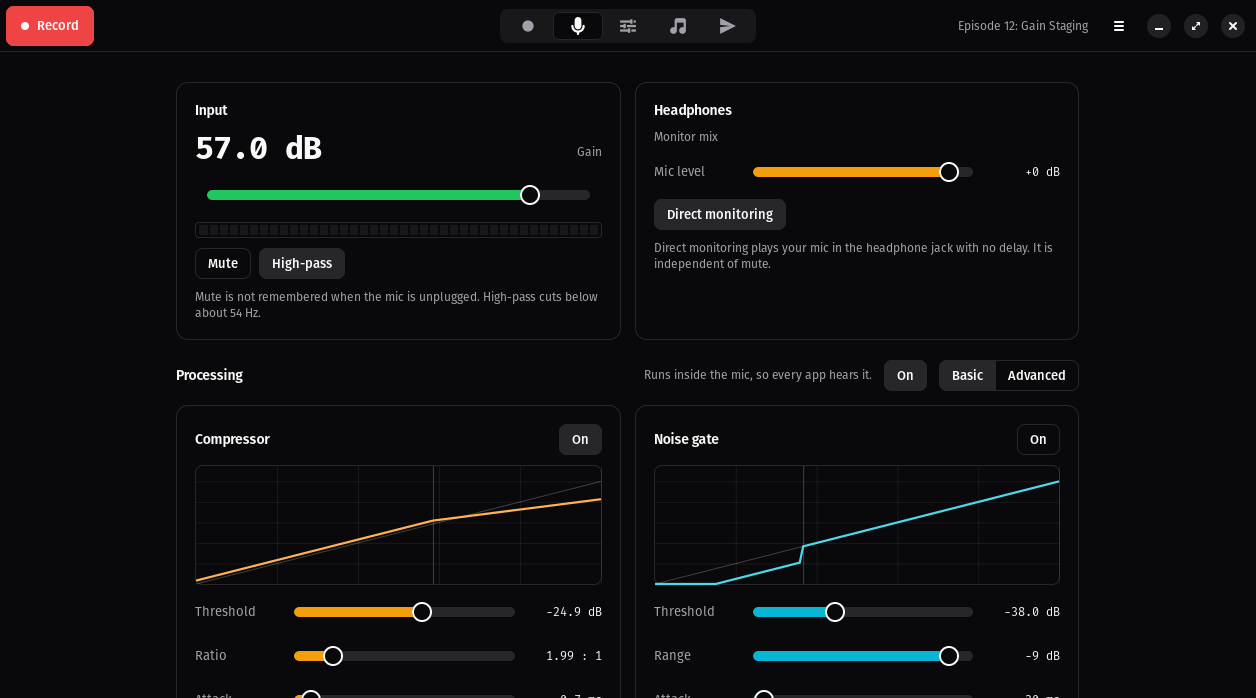 Record
Episode 12: Gain Staging
Input
57.0 dB
Gain
Mute
High-pass
Mute is not remembered when the mic is unplugged. High-pass cuts below
about 54 Hz.
Headphones
Monitor mix
Mic level
+0 dB
Direct monitoring
Direct monitoring plays your mic in the headphone jack with no delay. It is
independent of mute.
Processing
Runs inside the mic, so every app hears it.
On
Basic
Advanced
Compressor
On
Threshold
-24.9 dB
Ratio
1.99 : 1
Noise gate
On
Threshold
-38.0 dB
Range
-9 dB